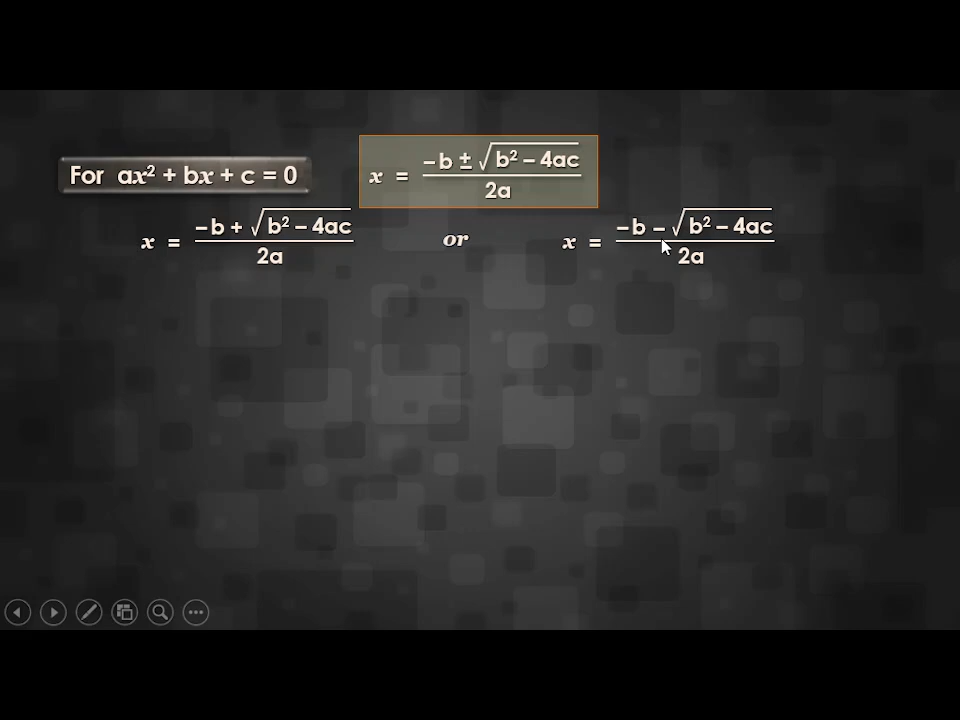 For ax² + bx + c = 0
x = −b ± √b² − 4ac / 2a
x = −b + √b² − 4ac / 2a or x = −b − √b² − 4ac / 2a